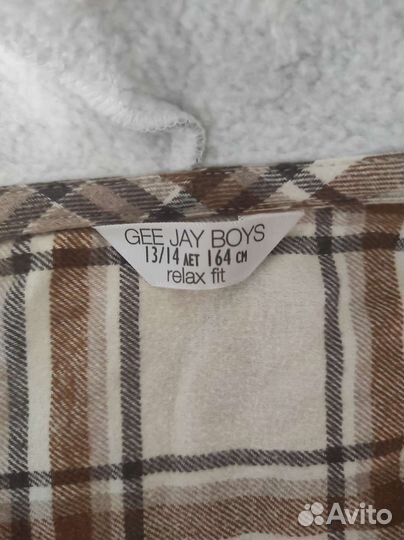 GEE JAY BOYS
13/14 ЛЕТ 164 СМ
relax fit
Avito